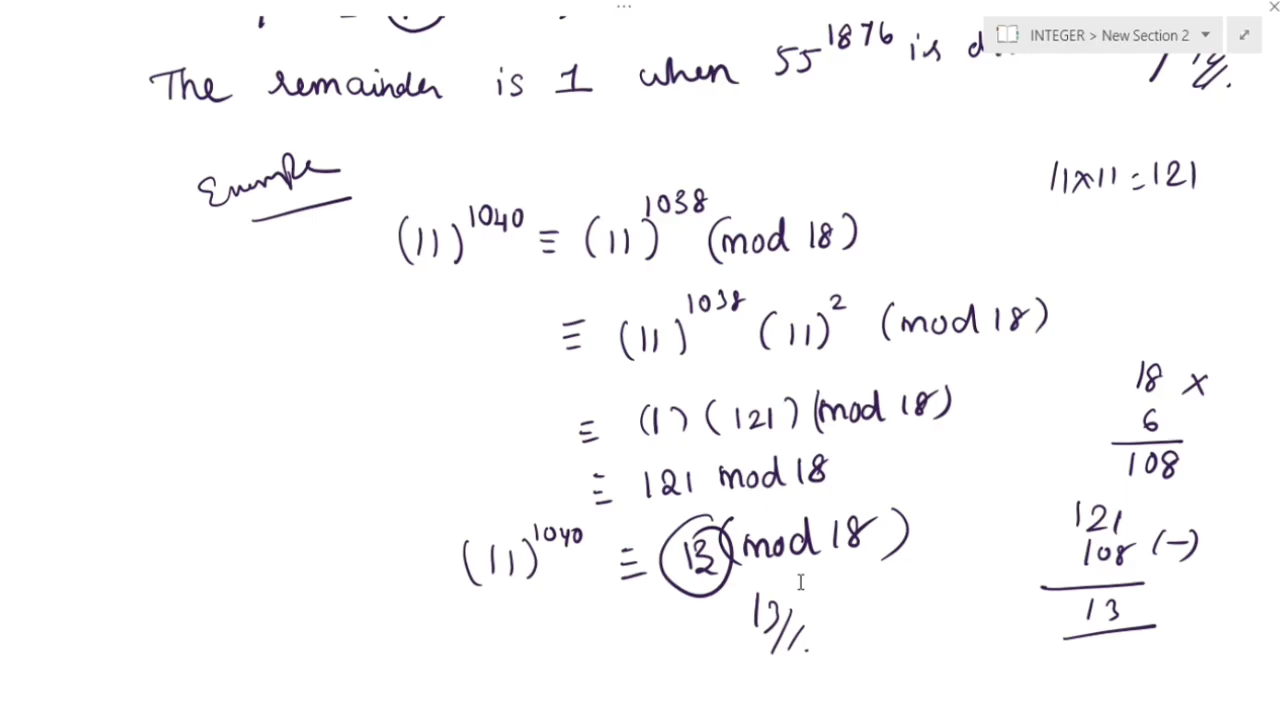 INTEGER > New Section 2
The remainder is 1 when 55^1876 is d
Example
11×11 = 121
(11)^1040 ≡ (11)^1038 (mod 18)
≡ (11)^1038 (11)^2 (mod 18)
18 ×
6
108
≡ (1) (121) (mod 18)
≡ 121 mod 18
121
108 (-)
13
(11)^1040 ≡ 13 (mod 18)
13//.